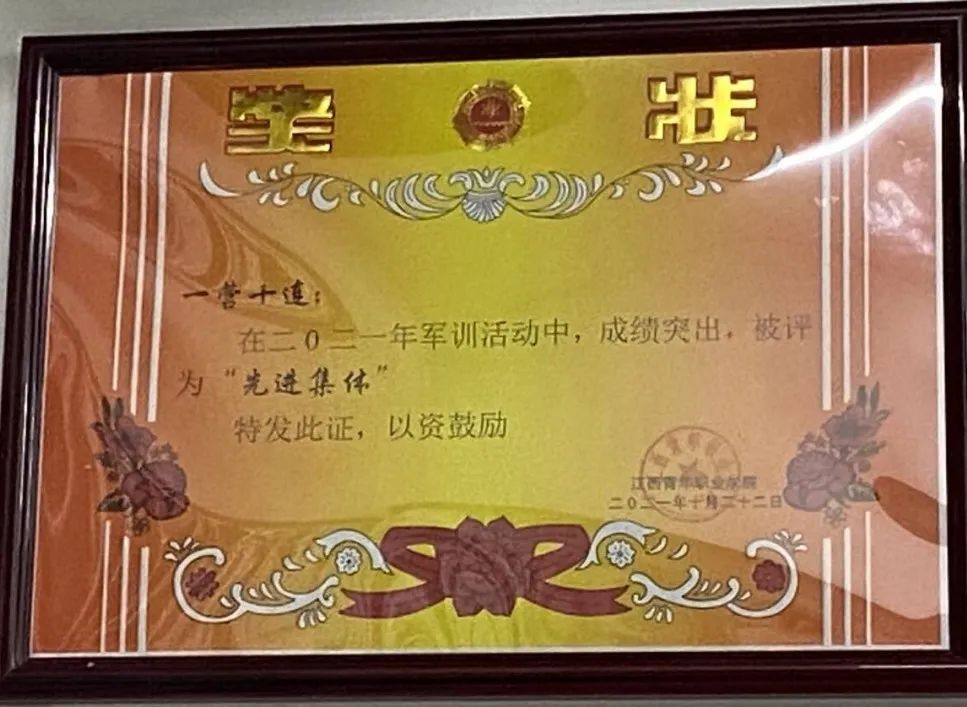 奖状
一营十连：
在二0二一年军训活动中，成绩突出，被评
为“先进集体”
特发此证，以资鼓励
江西青年职业学院
二0二一年十月二十二日